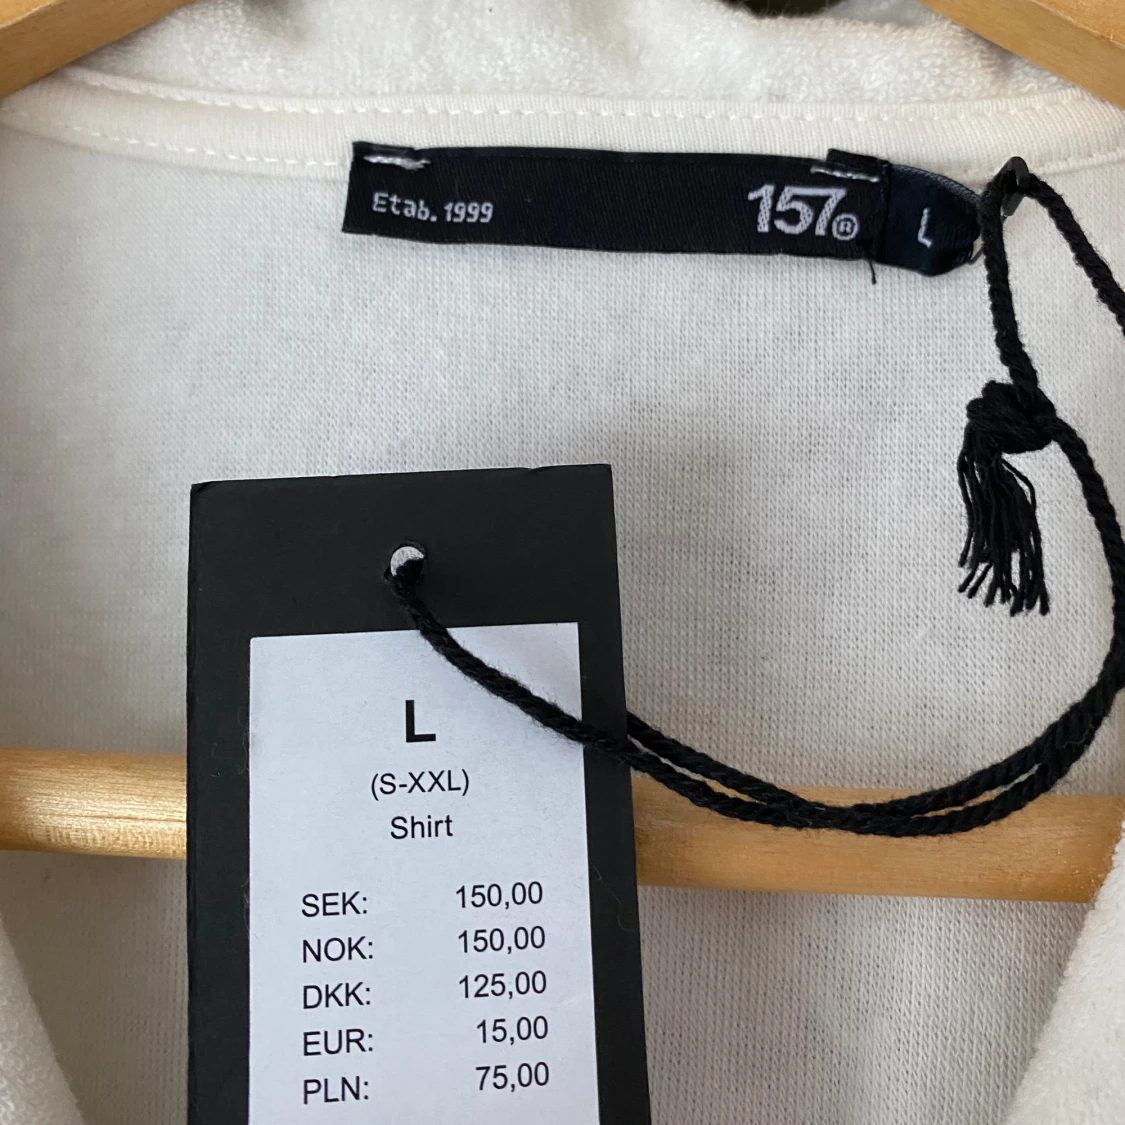 Etab. 1999
157®
L
L
(S-XXL)
Shirt
SEK: 150,00
NOK: 150,00
DKK: 125,00
EUR: 15,00
PLN: 75,00